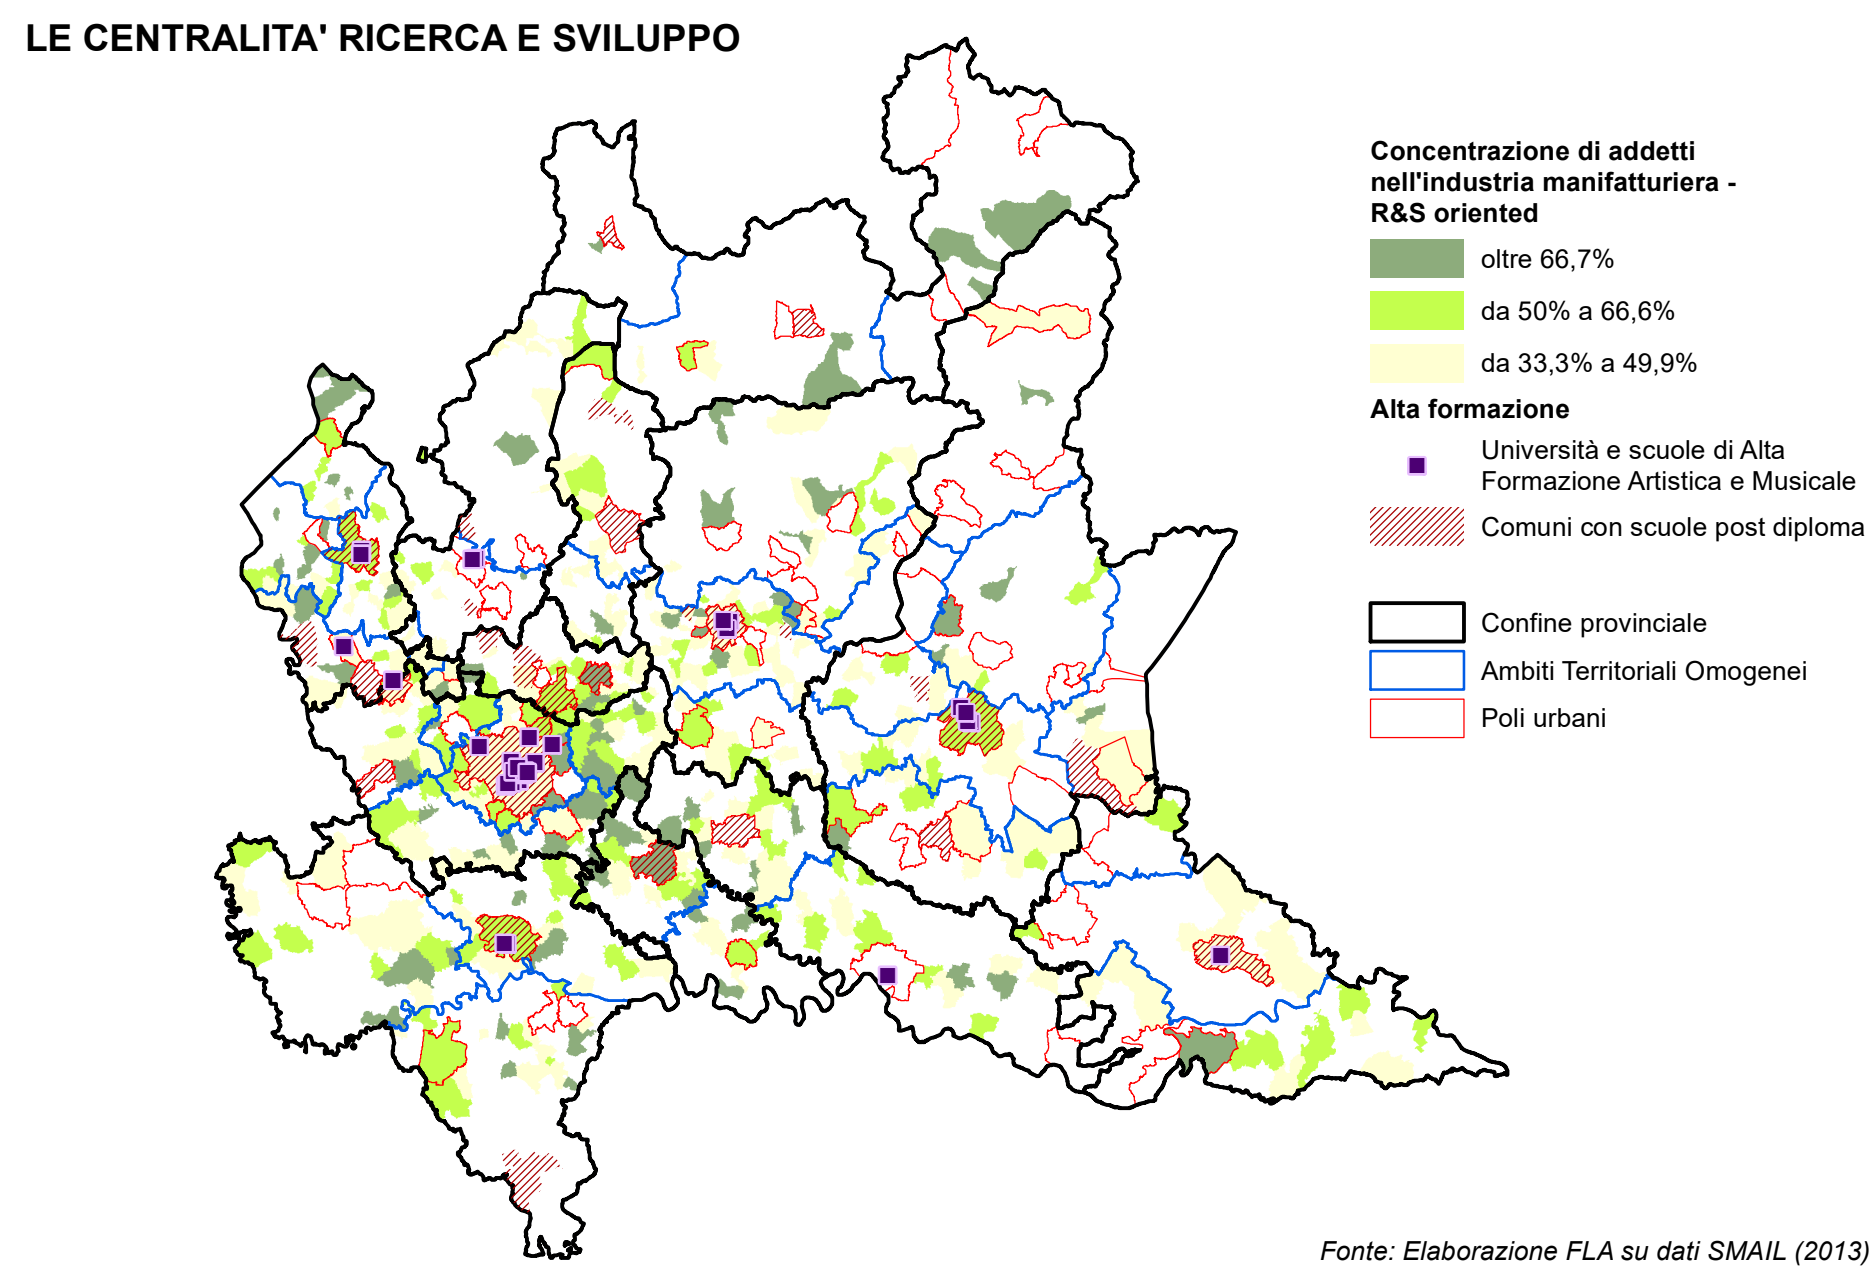 LE CENTRALITA' RICERCA E SVILUPPO
Concentrazione di addetti
nell'industria manifatturiera -
R&S oriented
oltre 66,7%
da 50% a 66,6%
da 33,3% a 49,9%
Alta formazione
Università e scuole di Alta
Formazione Artistica e Musicale
Comuni con scuole post diploma
Confine provinciale
Ambiti Territoriali Omogenei
Poli urbani
Fonte: Elaborazione FLA su dati SMAIL (2013)